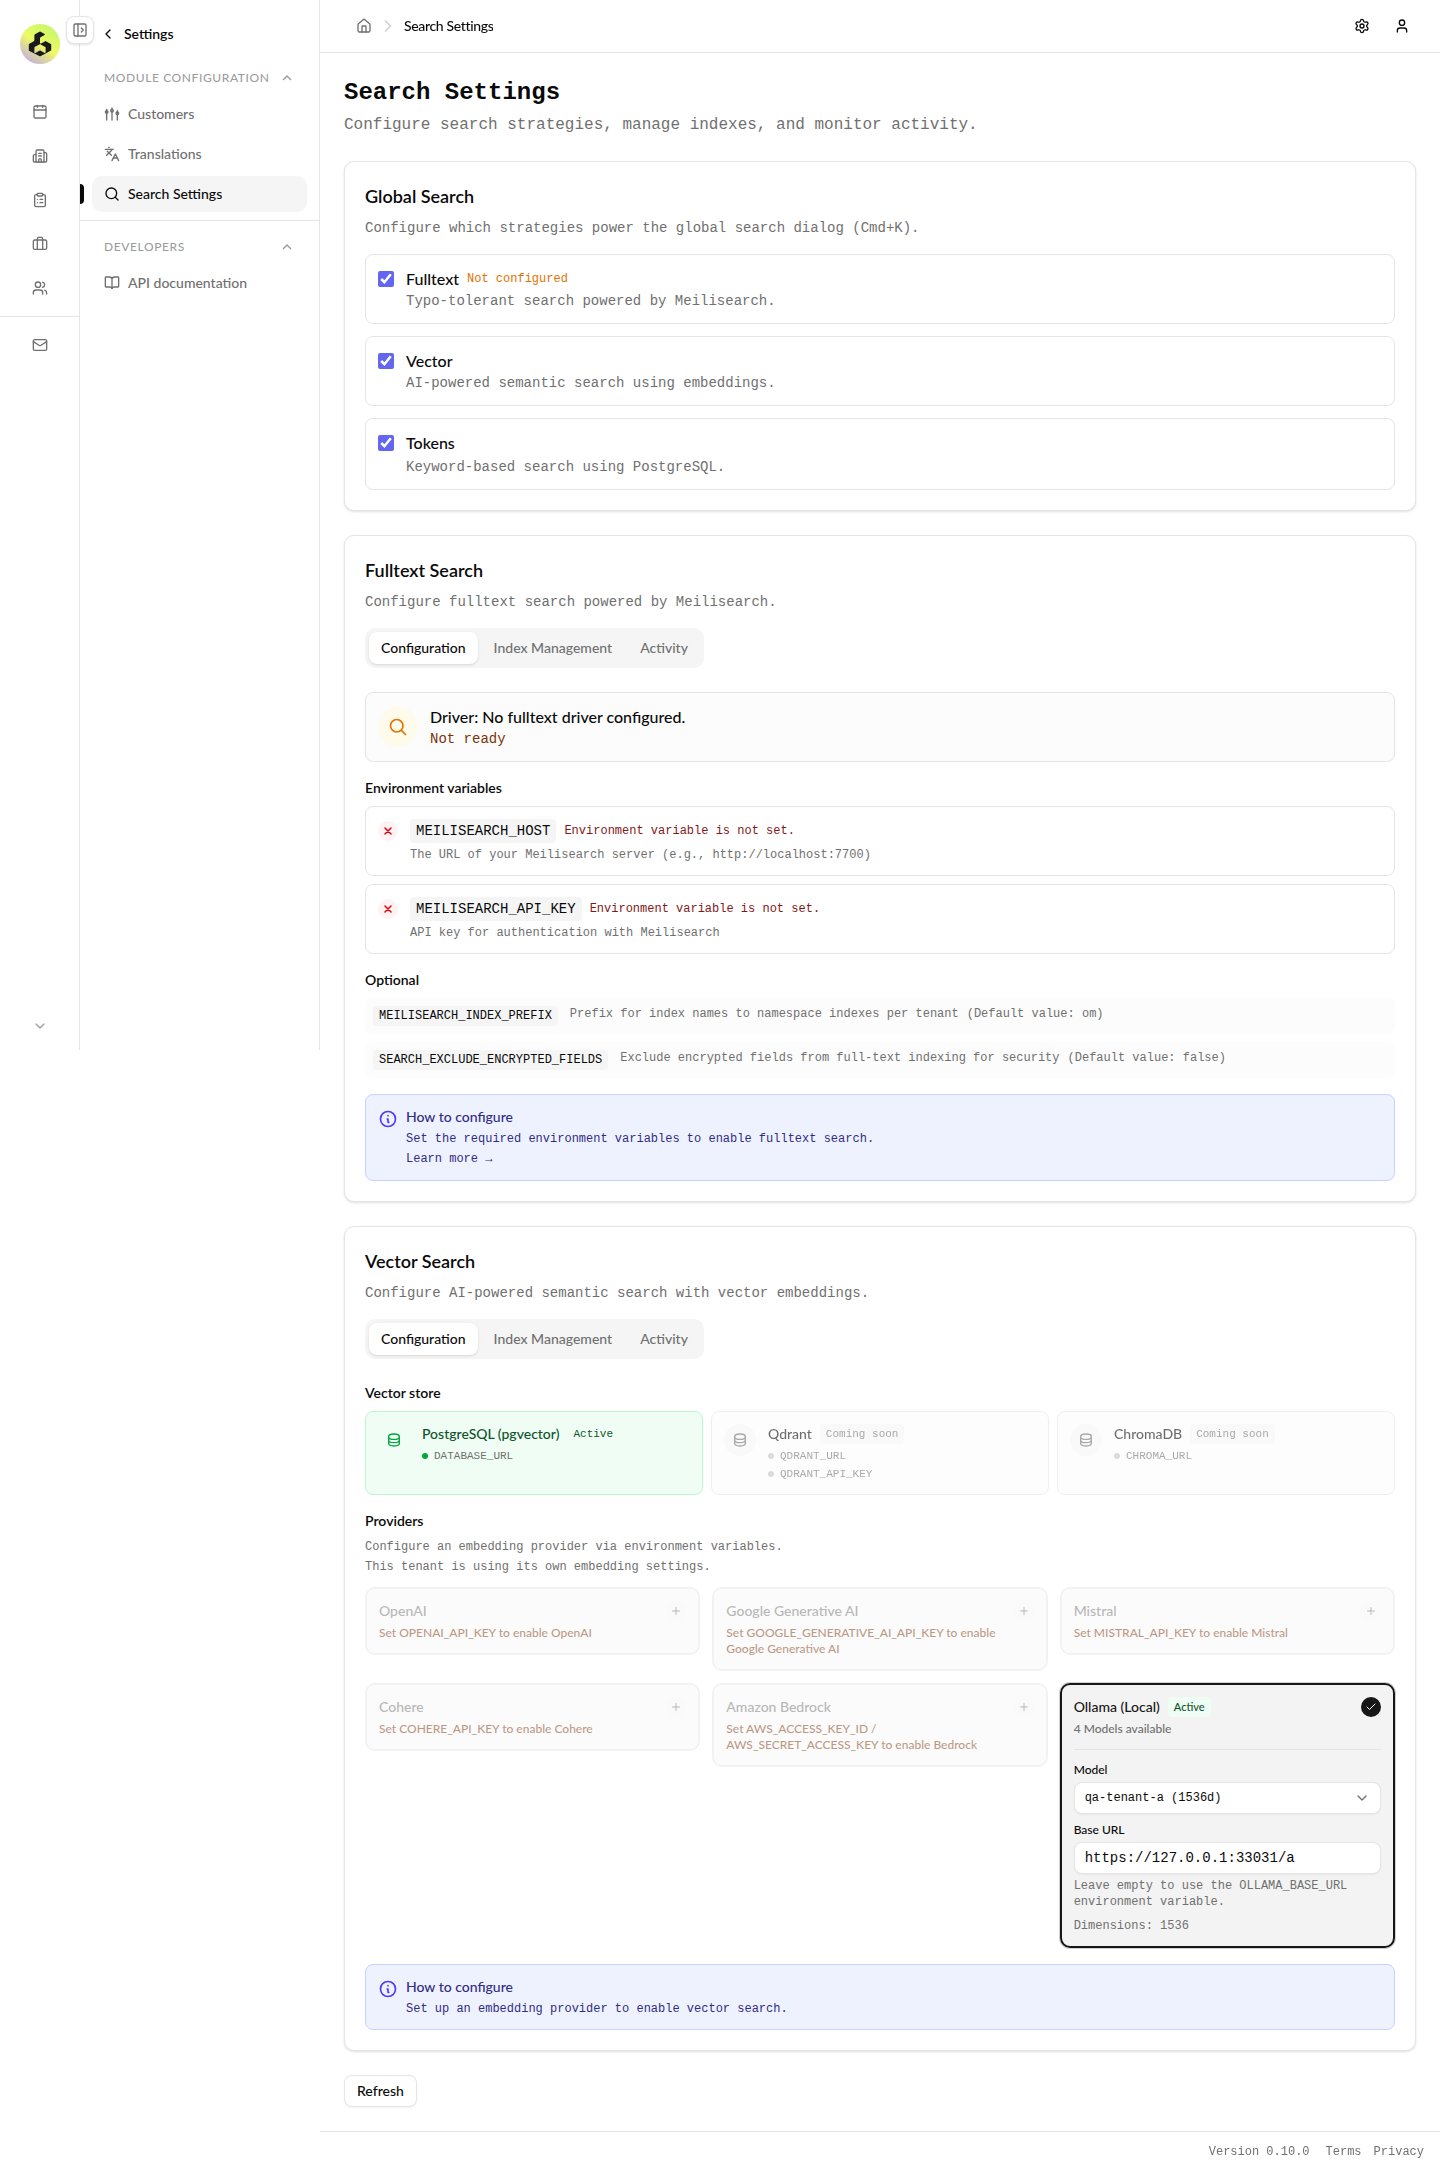 Settings
MODULE CONFIGURATION
Customers
Translations
Search Settings
DEVELOPERS
API documentation
Search Settings
Search Settings
Configure search strategies, manage indexes, and monitor activity.
Global Search
Configure which strategies power the global search dialog (Cmd+K).
Fulltext Not configured
Typo-tolerant search powered by Meilisearch.
Vector
AI-powered semantic search using embeddings.
Tokens
Keyword-based search using PostgreSQL.
Fulltext Search
Configure fulltext search powered by Meilisearch.
Configuration Index Management Activity
Driver: No fulltext driver configured.
Not ready
Environment variables
MEILISEARCH_HOST Environment variable is not set.
The URL of your Meilisearch server (e.g., http://localhost:7700)
MEILISEARCH_API_KEY Environment variable is not set.
API key for authentication with Meilisearch
Optional
MEILISEARCH_INDEX_PREFIX Prefix for index names to namespace indexes per tenant (Default value: om)
SEARCH_EXCLUDE_ENCRYPTED_FIELDS Exclude encrypted fields from full-text indexing for security (Default value: false)
How to configure
Set the required environment variables to enable fulltext search.
Learn more →
Vector Search
Configure AI-powered semantic search with vector embeddings.
Configuration Index Management Activity
Vector store
PostgreSQL (pgvector) Active
DATABASE_URL
Qdrant Coming soon
QDRANT_URL
QDRANT_API_KEY
ChromaDB Coming soon
CHROMA_URL
Providers
Configure an embedding provider via environment variables.
This tenant is using its own embedding settings.
OpenAI
Set OPENAI_API_KEY to enable OpenAI
Google Generative AI
Set GOOGLE_GENERATIVE_AI_API_KEY to enable
Google Generative AI
Mistral
Set MISTRAL_API_KEY to enable Mistral
Cohere
Set COHERE_API_KEY to enable Cohere
Amazon Bedrock
Set AWS_ACCESS_KEY_ID /
AWS_SECRET_ACCESS_KEY to enable Bedrock
Ollama (Local) Active
4 Models available
Model
qa-tenant-a (1536d)
Base URL
https://127.0.0.1:33031/a
Leave empty to use the OLLAMA_BASE_URL
environment variable.
Dimensions: 1536
How to configure
Set up an embedding provider to enable vector search.
Refresh
Version 0.10.0 Terms Privacy